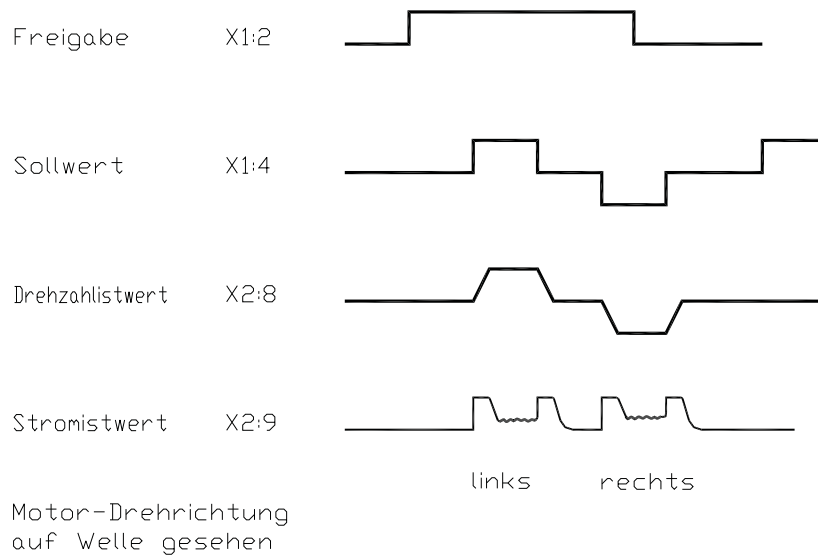 Freigabe X1:2
Sollwert X1:4
Drehzahlistwert X2:8
Stromistwert X2:9
links rechts
Motor-Drehrichtung
auf Welle gesehen